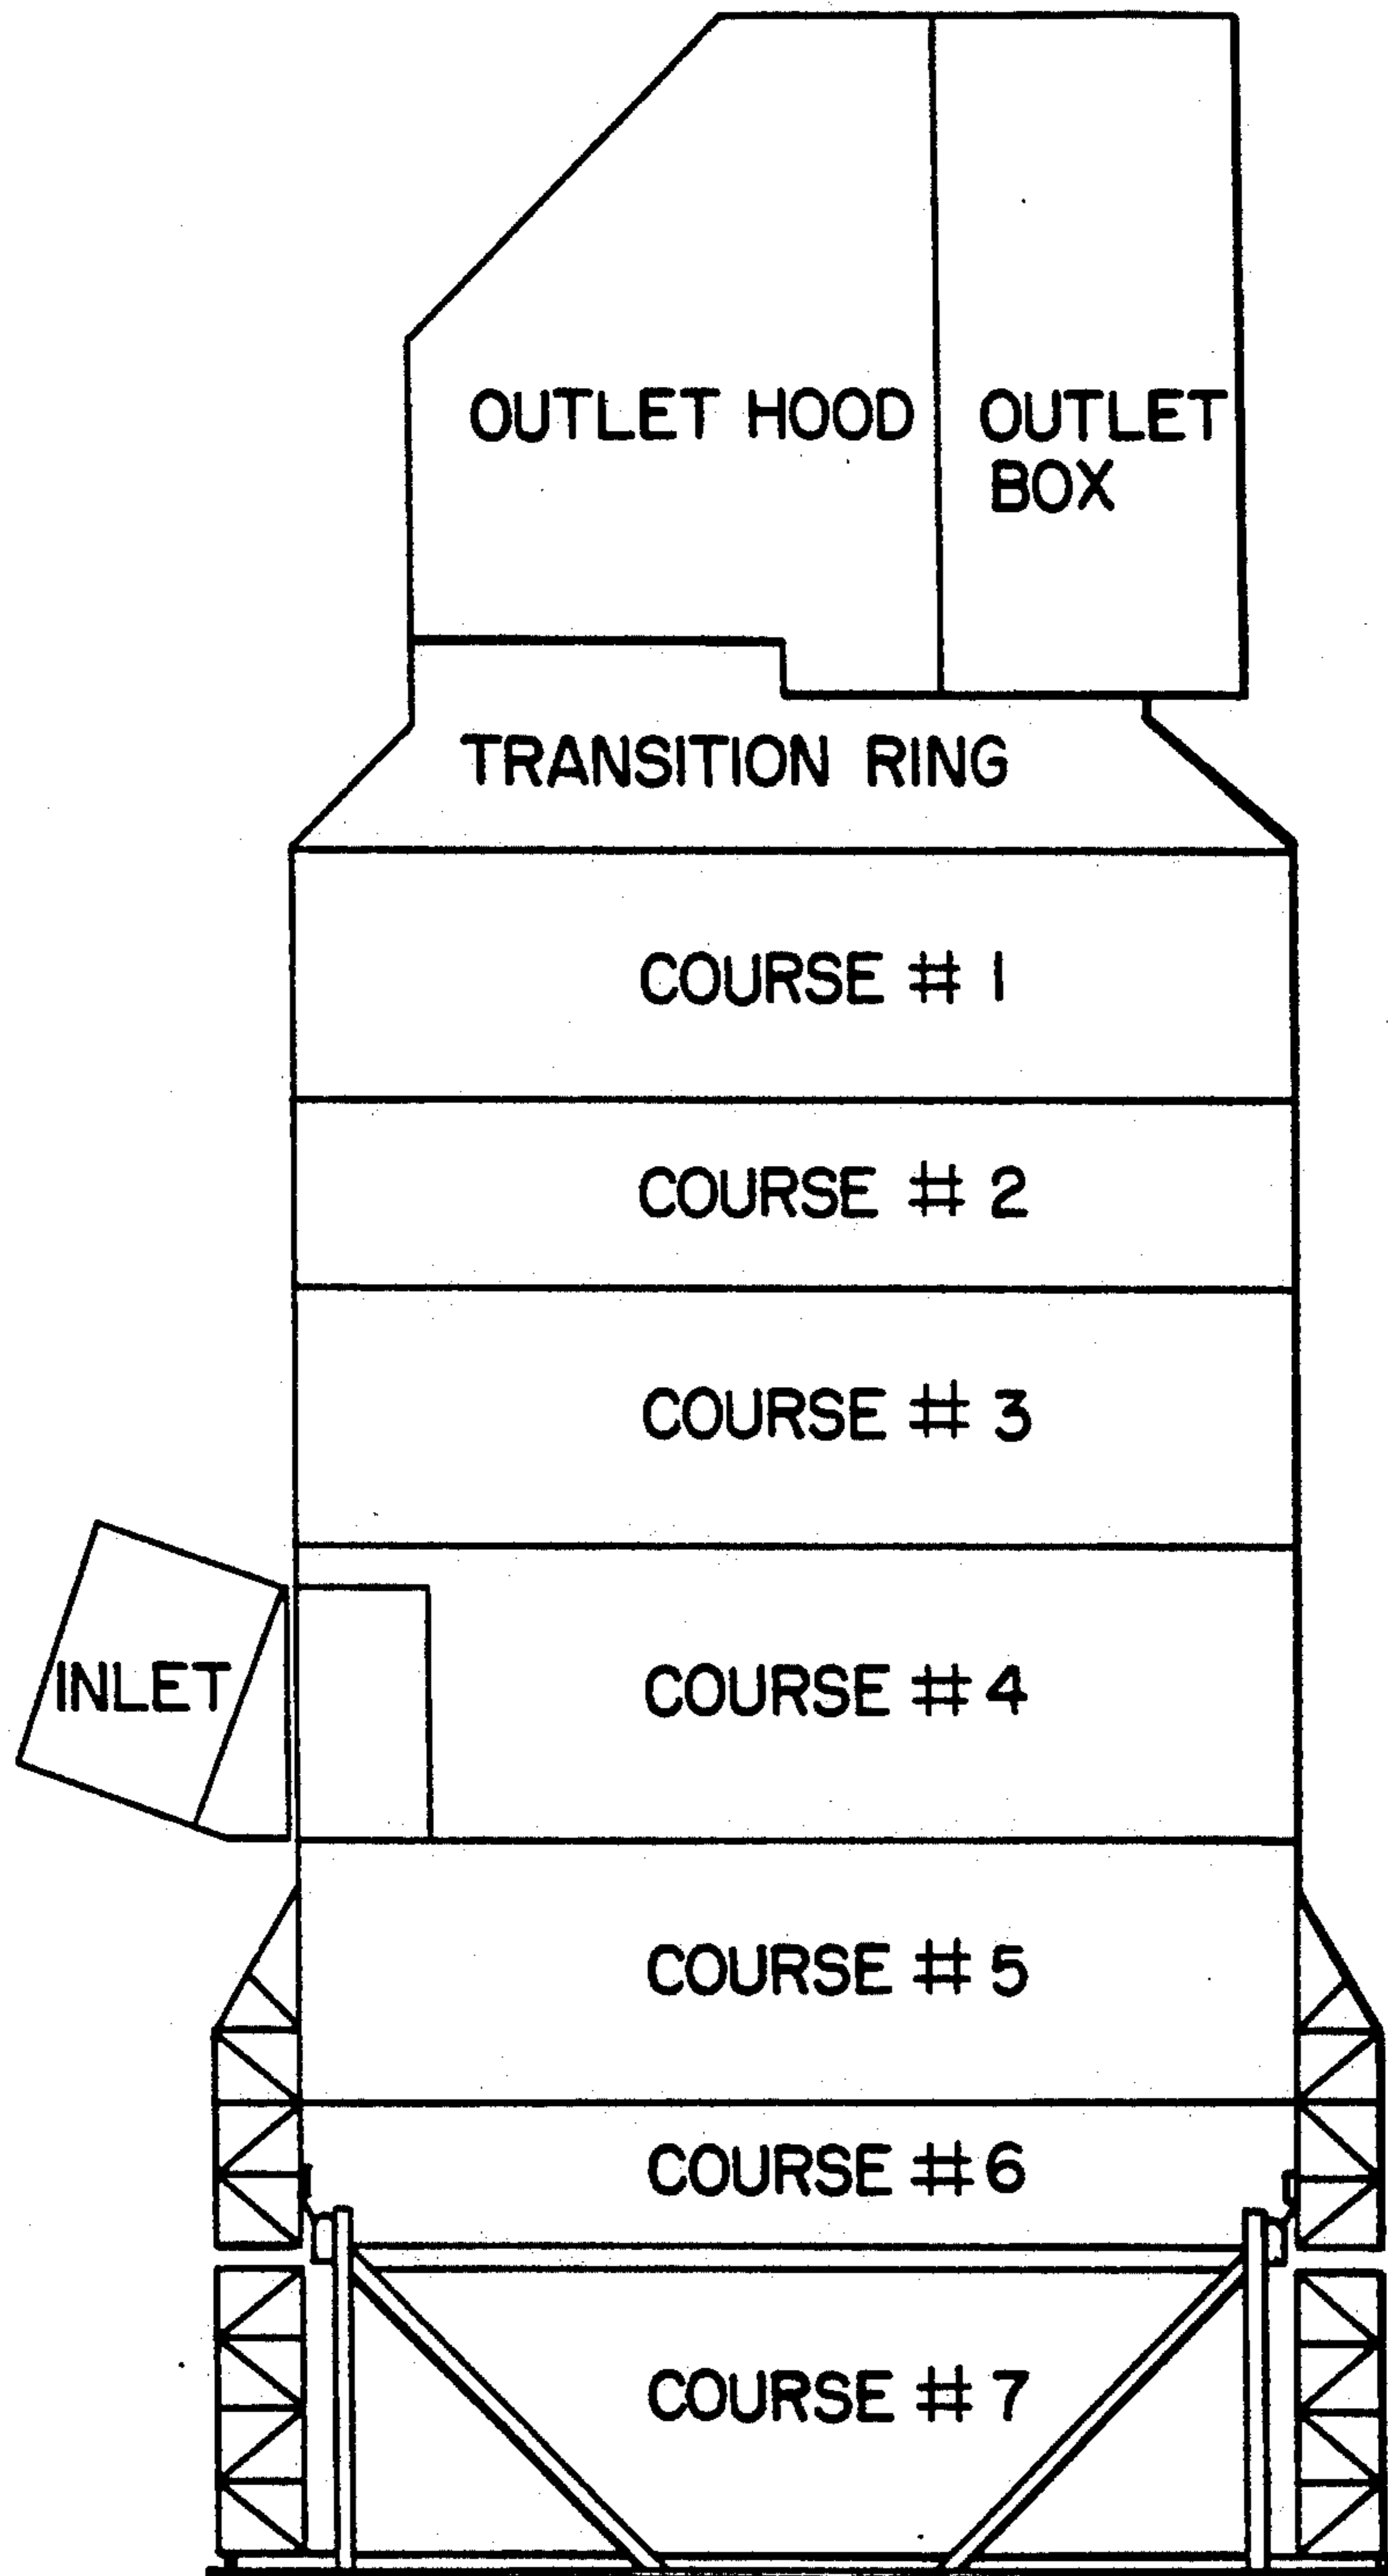 OUTLET HOOD
OUTLET
BOX
TRANSITION RING
COURSE # 1
COURSE # 2
COURSE # 3
INLET
COURSE # 4
COURSE # 5
COURSE # 6
COURSE # 7